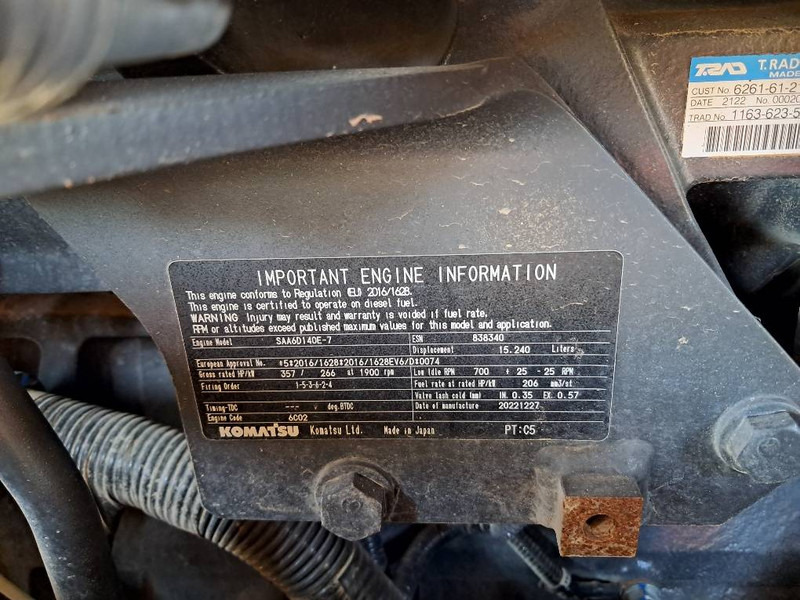 TRAD T.RAD
MADE
CUST No. 6261-61-21
DATE 2122 No. 00020
TRAD No. 1163-623-5
IMPORTANT ENGINE INFORMATION
This engine conforms to Regulation (EU) 2016/1628.
This engine is certified to operate on diesel fuel.
WARNING Injury may result and warranty is voided if fuel rate,
RPM or altitudes exceed published maximum values for this model and application.
Engine Model SAA6D140E-7 ESN 838340
Displacement 15.240 Liters
European Approval No. *5*2016/1628*2016/1628EV6/D*0074
Gross rated HP/kW 357 / 266 at 1900 rpm Low Idle RPM 700 + 25 - 25 RPM
Firing Order 1-5-3-6-2-4 Fuel rate at rated HP/kW 206 mm3/st
Valve lash cold (mm) IN. 0.35 EX. 0.57
Timing-TDC --- deg.BTDC Date of manufacture 20221227
Engine Code 6C02
KOMATSU Komatsu Ltd. Made in Japan PT:C5